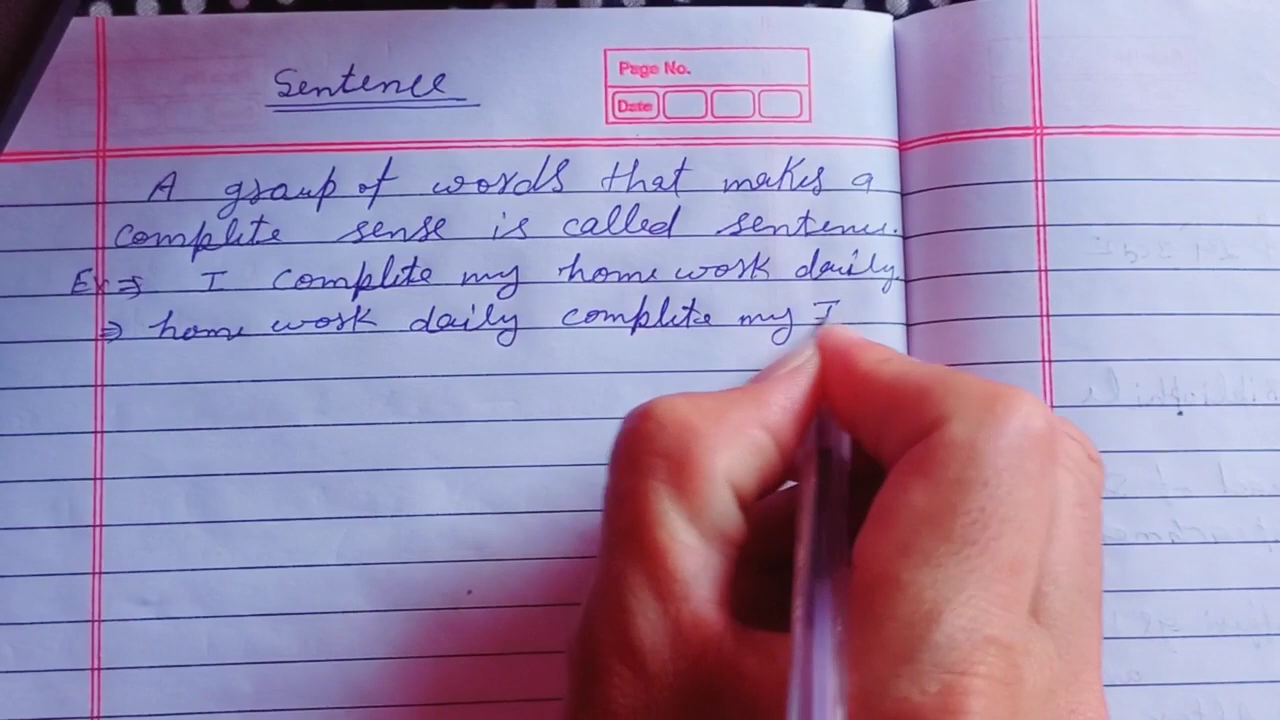 Sentence
Page No.
Date
A group of words that makes a
complete sense is called sentence.
Ex ⇒ I complete my home work daily.
⇒ home work daily complete my I